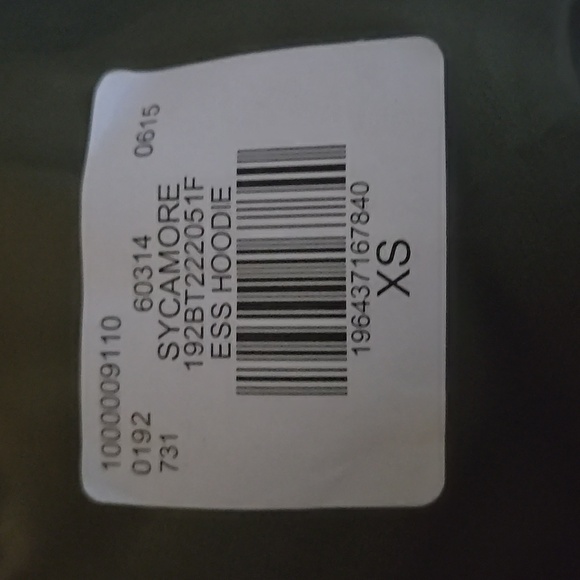 1000009110
0192 60314 0615
731 SYCAMORE
192BT222051F
ESS HOODIE
196437167840
XS